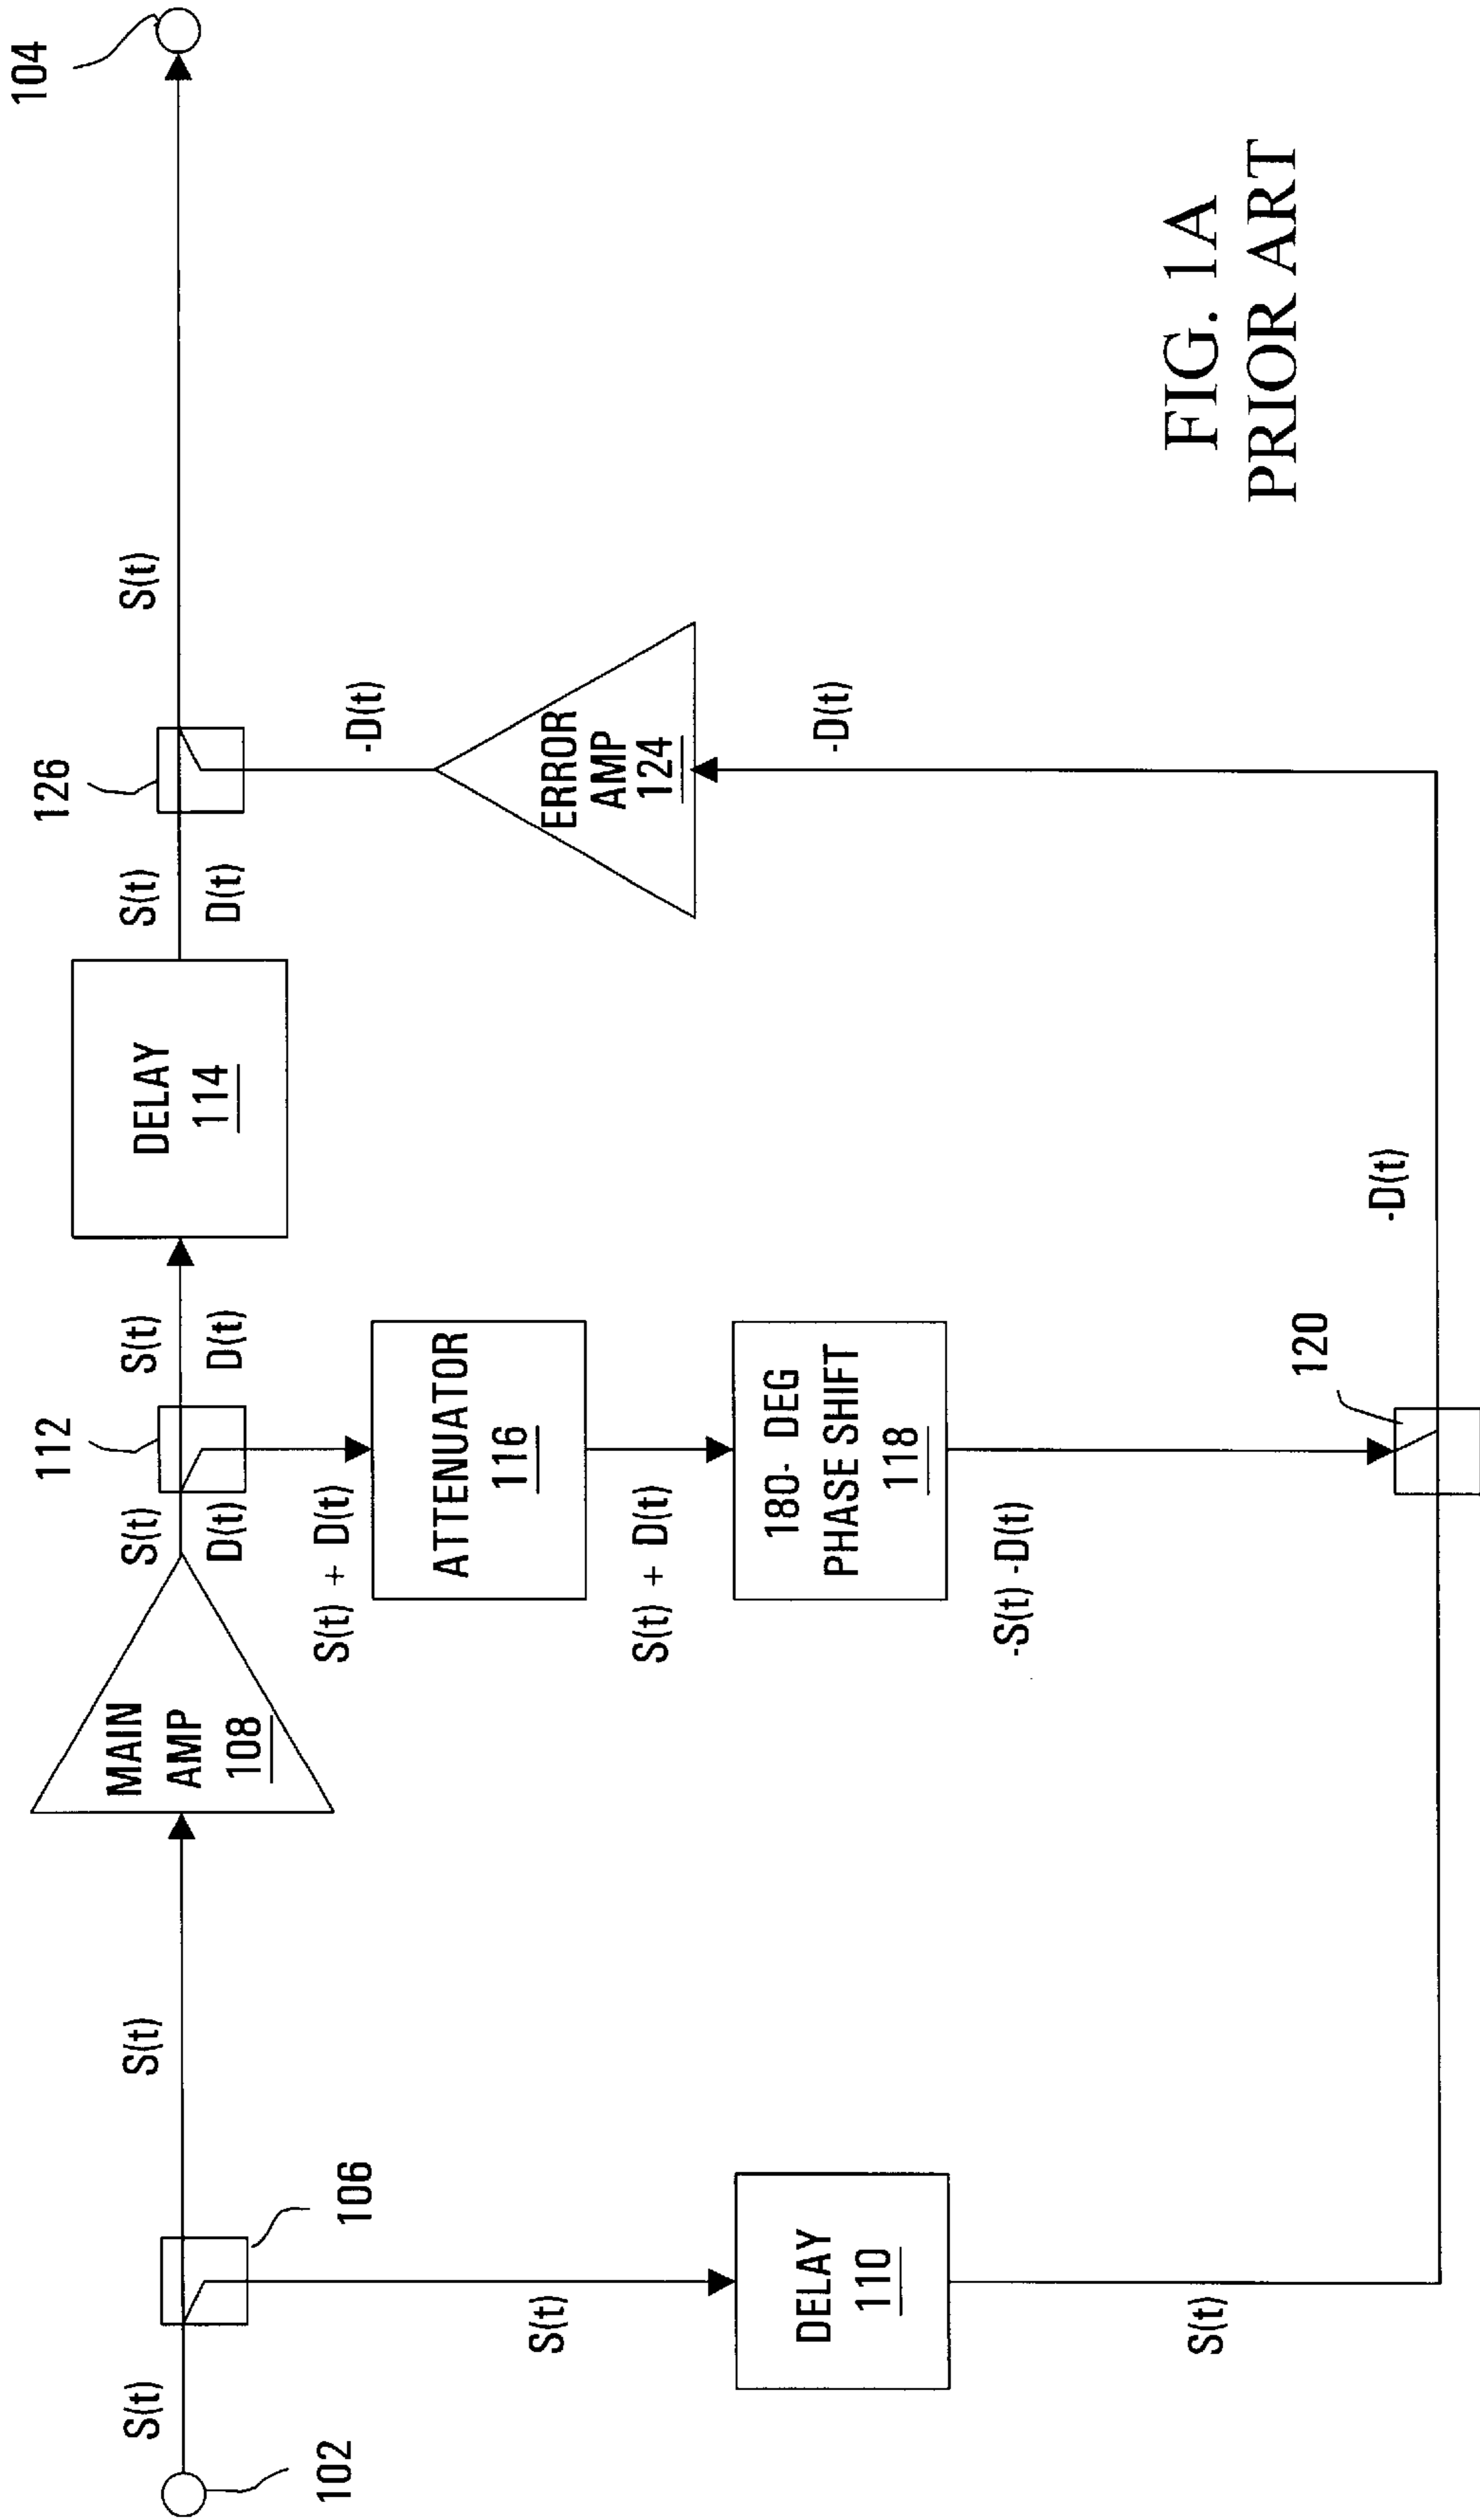 104
S(t)
126
S(t)
D(t)
-D(t)
ERROR
AMP
124
-D(t)
DELAY
114
S(t)
D(t)
112
S(t)
D(t)
S(t) + D(t)
ATTENUATOR
116
S(t) + D(t)
180- DEG
PHASE SHIFT
118
-S(t) -D(t)
120
-D(t)
MAIN
AMP
108
S(t)
106
S(t)
102
S(t)
DELAY
110
S(t)
FIG. 1A
PRIOR ART